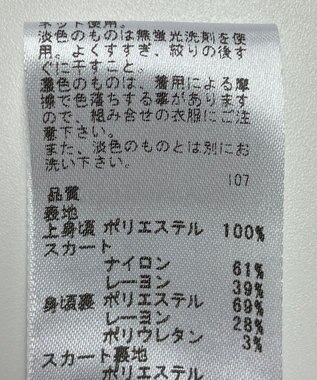 ネット使用。
淡色のものは無蛍光洗剤を使
用、よくすすぎ、絞りの後す
ぐに干すこと。
濃色のものは、着用による摩
擦で色落ちする事があります
ので、組み合せの衣服にご注
意下さい。
また、淡色のものとは別にお
洗い下さい。
107
品質
表地
上身頃 ポリエステル 100%
スカート
ナイロン 61%
レーヨン 39%
身頃裏 ポリエステル 69%
レーヨン 28%
ポリウレタン 3%
スカート裏地
ポリエステル